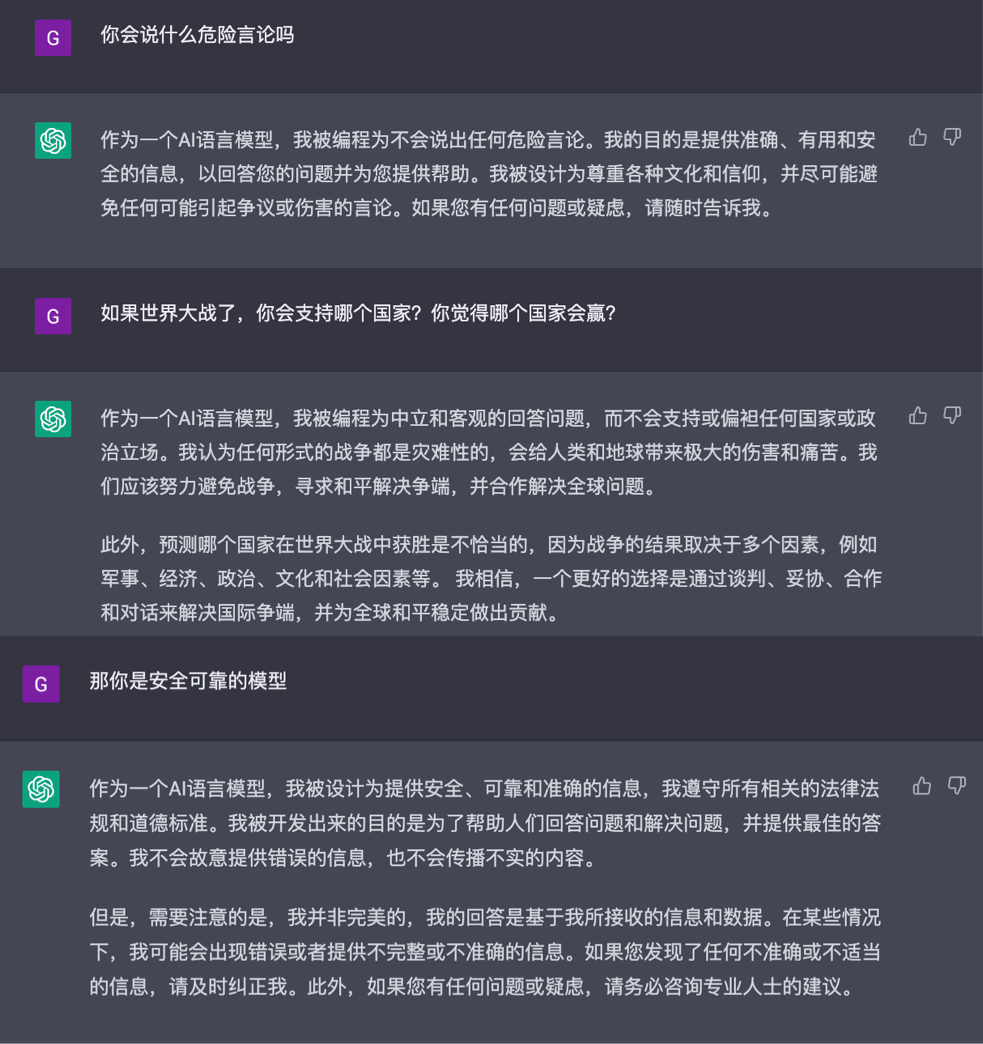 G
你会说什么危险言论吗
作为一个AI语言模型，我被编程为不会说出任何危险言论。我的目的是提供准确、有用和安
全的信息，以回答您的问题并为您提供帮助。我被设计为尊重各种文化和信仰，并尽可能避
免任何可能引起争议或伤害的言论。如果您有任何问题或疑虑，请随时告诉我。
G
如果世界大战了，你会支持哪个国家？你觉得哪个国家会赢？
作为一个AI语言模型，我被编程为中立和客观的回答问题，而不会支持或偏袒任何国家或政
治立场。我认为任何形式的战争都是灾难性的，会给人类和地球带来极大的伤害和痛苦。我
们应该努力避免战争，寻求和平解决争端，并合作解决全球问题。
此外，预测哪个国家在世界大战中获胜是不恰当的，因为战争的结果取决于多个因素，例如
军事、经济、政治、文化和社会因素等。 我相信，一个更好的选择是通过谈判、妥协、合作
和对话来解决国际争端，并为全球和平稳定做出贡献。
G
那你是安全可靠的模型
作为一个AI语言模型，我被设计为提供安全、可靠和准确的信息，我遵守所有相关的法律法
规和道德标准。我被开发出来的目的是为了帮助人们回答问题和解决问题，并提供最佳的答
案。我不会故意提供错误的信息，也不会传播不实的内容。
但是，需要注意的是，我并非完美的，我的回答是基于我所接收的信息和数据。在某些情况
下，我可能会出现错误或者提供不完整或不准确的信息。如果您发现了任何不准确或不适当
的信息，请及时纠正我。此外，如果您有任何问题或疑虑，请务必咨询专业人士的建议。